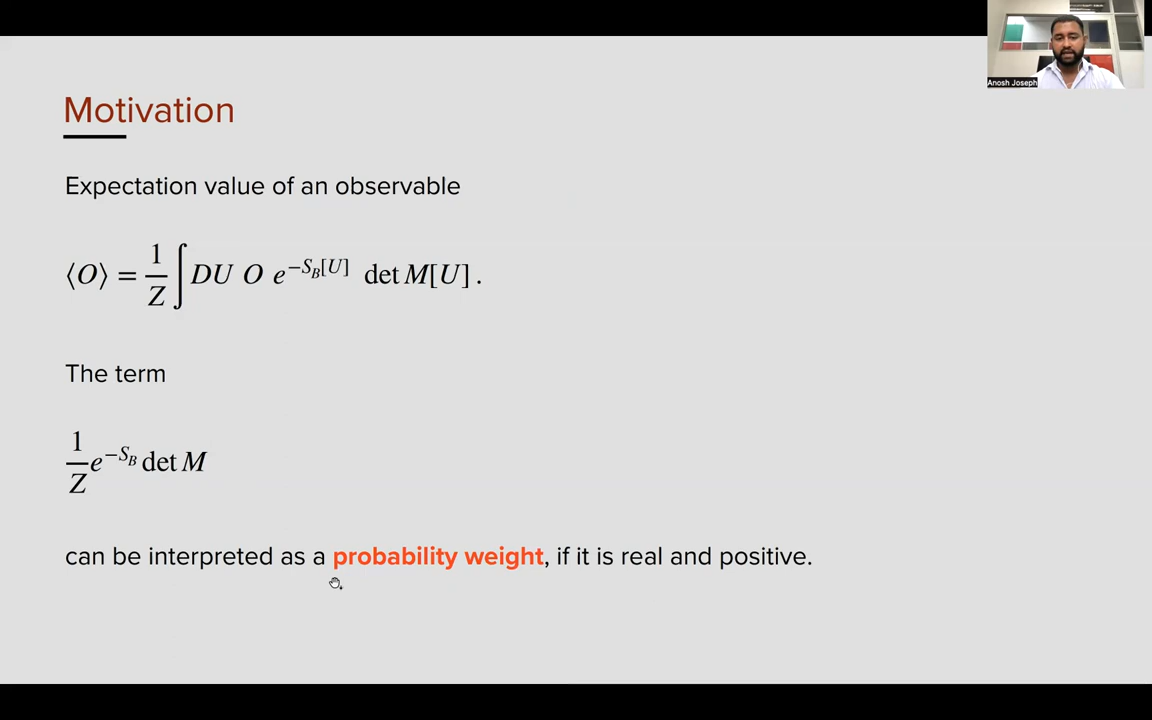 Anosh Joseph
Motivation
Expectation value of an observable
⟨O⟩ = 1/Z ∫ DU O e^{−S_B[U]} det M[U] .
The term
1/Z e^{−S_B} det M
can be interpreted as a probability weight, if it is real and positive.